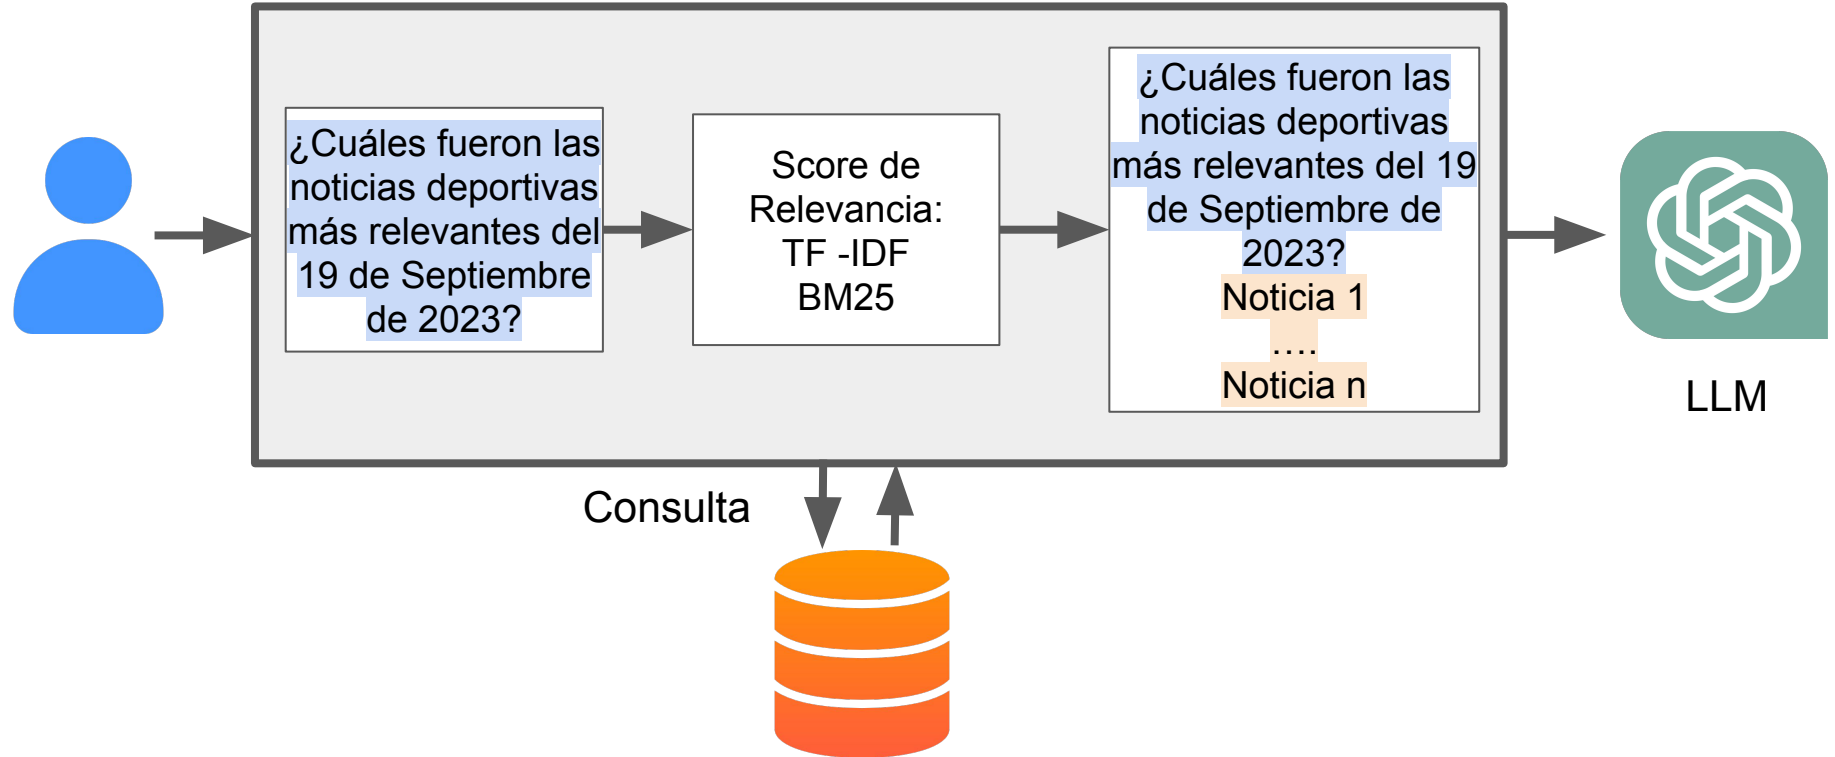 ¿Cuáles fueron las
noticias deportivas
más relevantes del
19 de Septiembre
de 2023?
Score de
Relevancia:
TF -IDF
BM25
¿Cuáles fueron las
noticias deportivas
más relevantes del 19
de Septiembre de
2023?
Noticia 1
....
Noticia n
LLM
Consulta